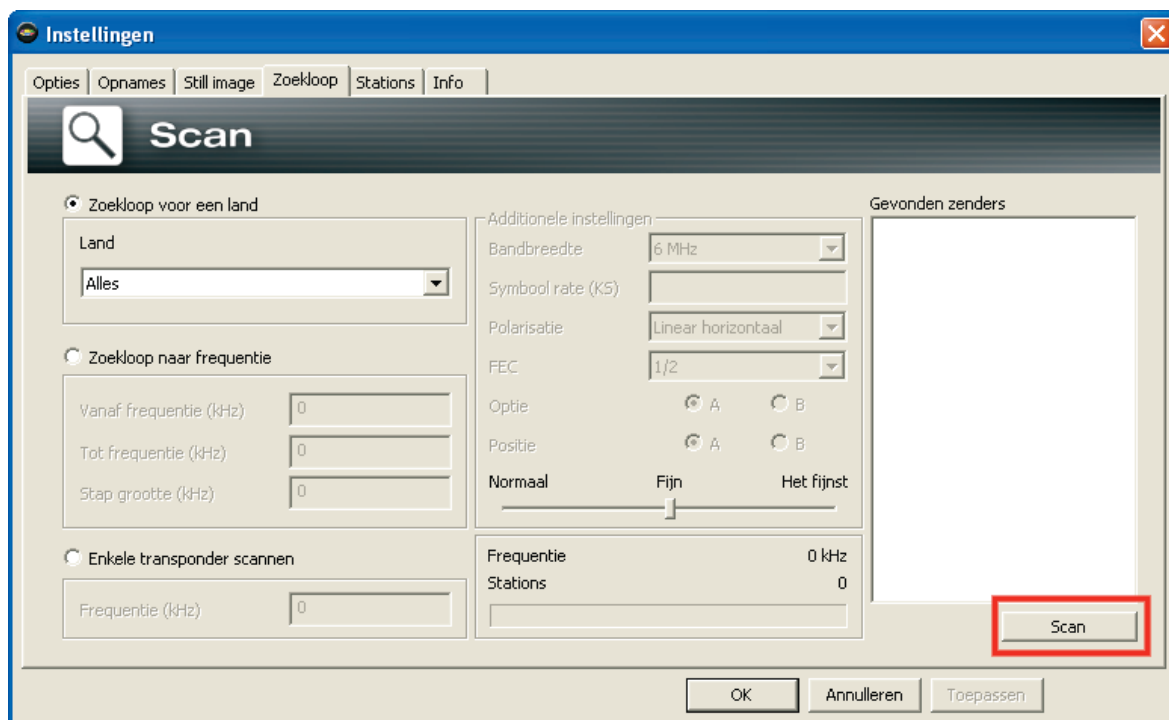 Instellingen
Opties Opnames Still image Zoekloop Stations Info
Scan
Zoekloop voor een land
Land
Alles
Zoekloop naar frequentie
Vanaf frequentie (kHz) 0
Tot frequentie (kHz) 0
Stap grootte (kHz) 0
Enkele transponder scannen
Frequentie (kHz) 0
Additionele instellingen
Bandbreedte 6 MHz
Symbool rate (KS)
Polarisatie Linear horizontaal
FEC 1/2
Optie A B
Positie A B
Normaal Fijn Het fijnst
Frequentie 0 kHz
Stations 0
Gevonden zenders
Scan
OK Annulleren Toepassen